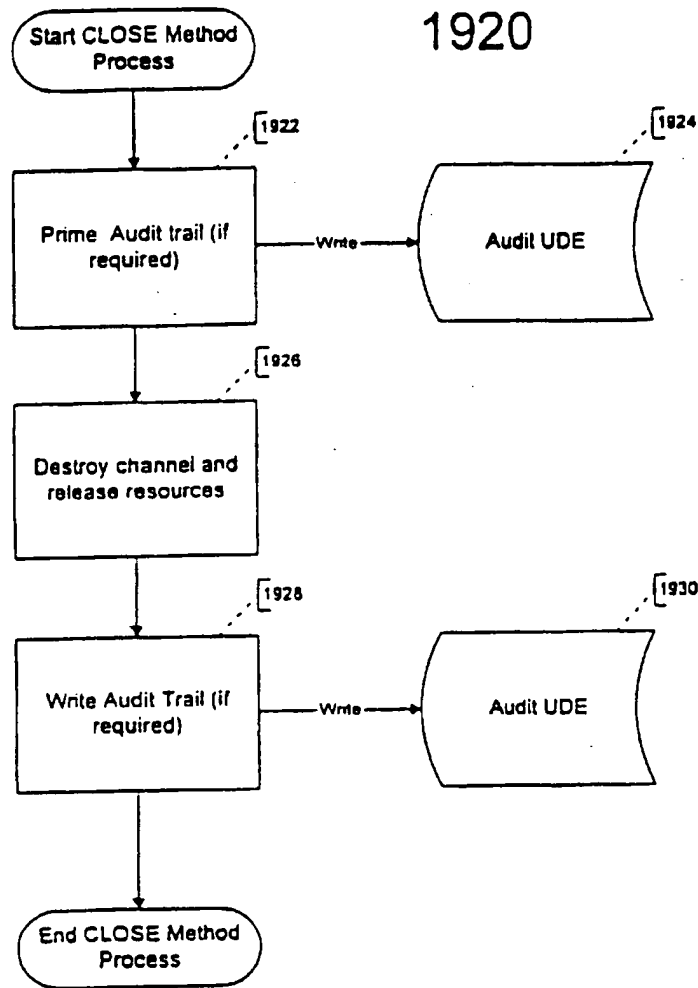 1920
Start CLOSE Method
Process
1922
1924
Prime Audit trail (if
required)
Write
Audit UDE
1926
Destroy channel and
release resources
1928
1930
Write Audit Trail (if
required)
Write
Audit UDE
End CLOSE Method
Process